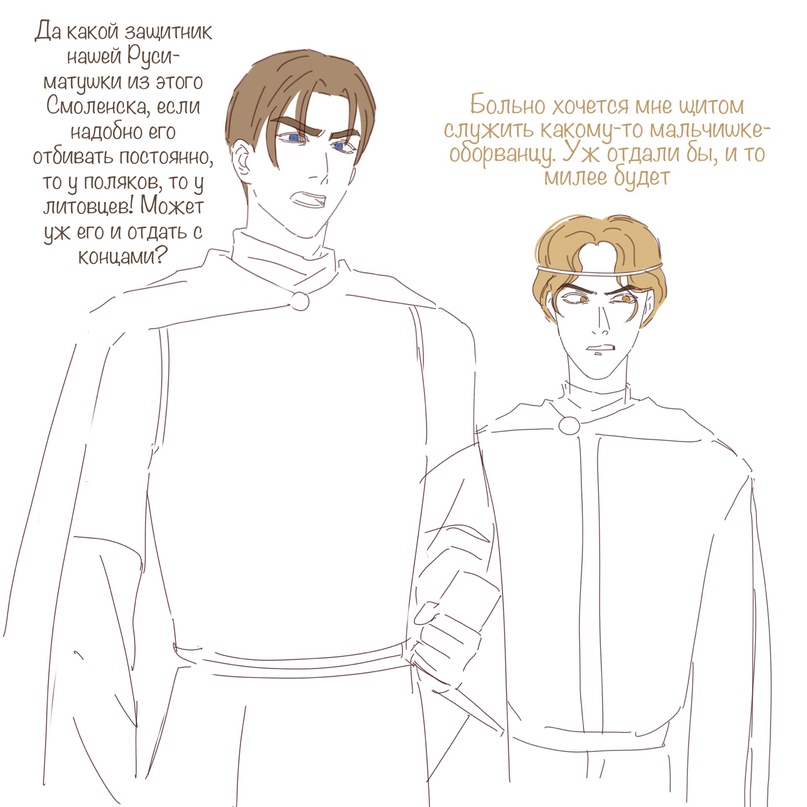 Да какой защитник
нашей Руси-
матушки из этого
Смоленска, если
надобно его
отбивать постоянно,
то у поляков, то у
литовцев! Может
уж его и отдать с
концами?
Больно хочется мне щитом
служить какому-то мальчишке-
оборванцу. Уж отдали бы, и то
милее будет